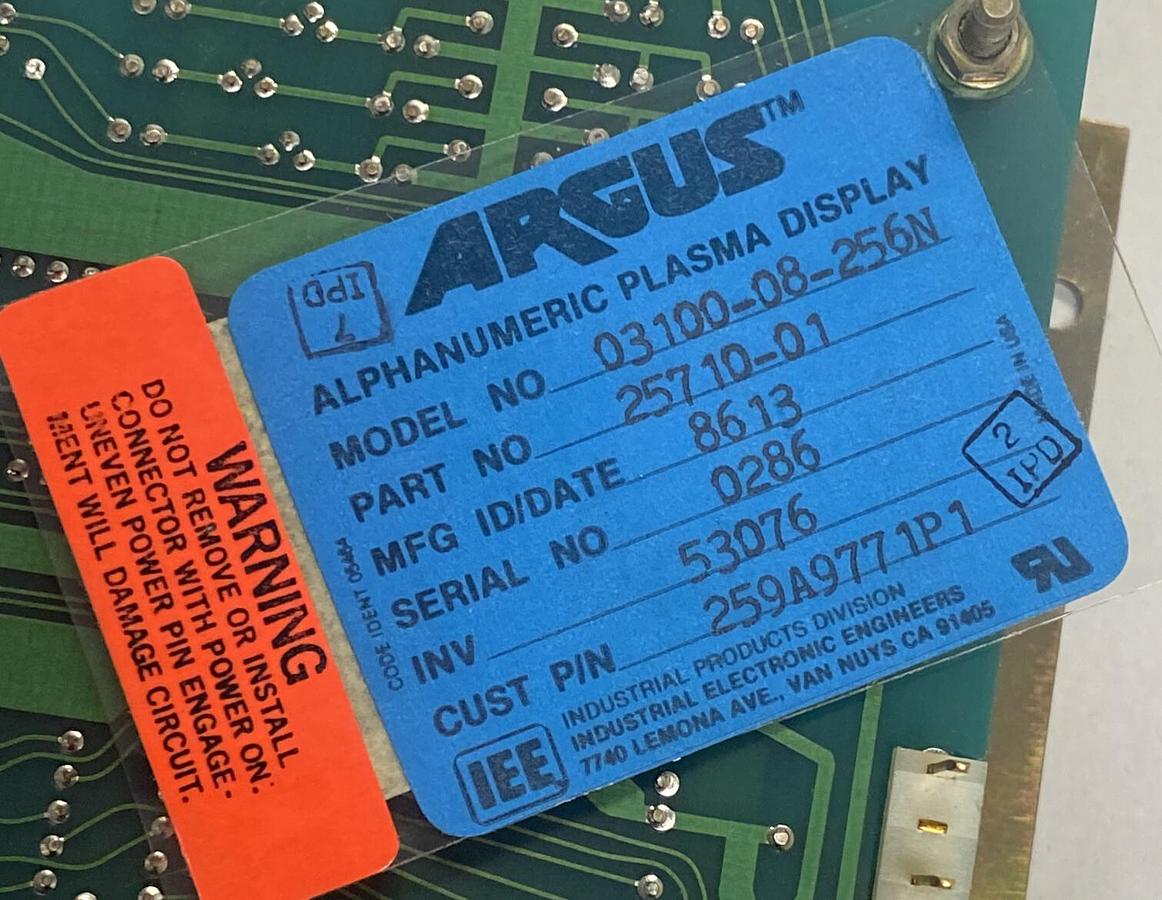 ARGUS™
IPD
7
ALPHANUMERIC PLASMA DISPLAY
MODEL NO 03100-08-256N
PART NO 25710-01
MFG ID/DATE 8613
SERIAL NO 0286
INV 53076
CUST P/N 259A9771P1
MADE IN USA
2
IPD
CODE IDENT 05464
IEE
INDUSTRIAL PRODUCTS DIVISION
INDUSTRIAL ELECTRONIC ENGINEERS
7740 LEMONA AVE., VAN NUYS CA 91405
RU
WARNING
DO NOT REMOVE OR INSTALL
CONNECTOR WITH POWER ON.
UNEVEN POWER PIN ENGAGE-
MENT WILL DAMAGE CIRCUIT.